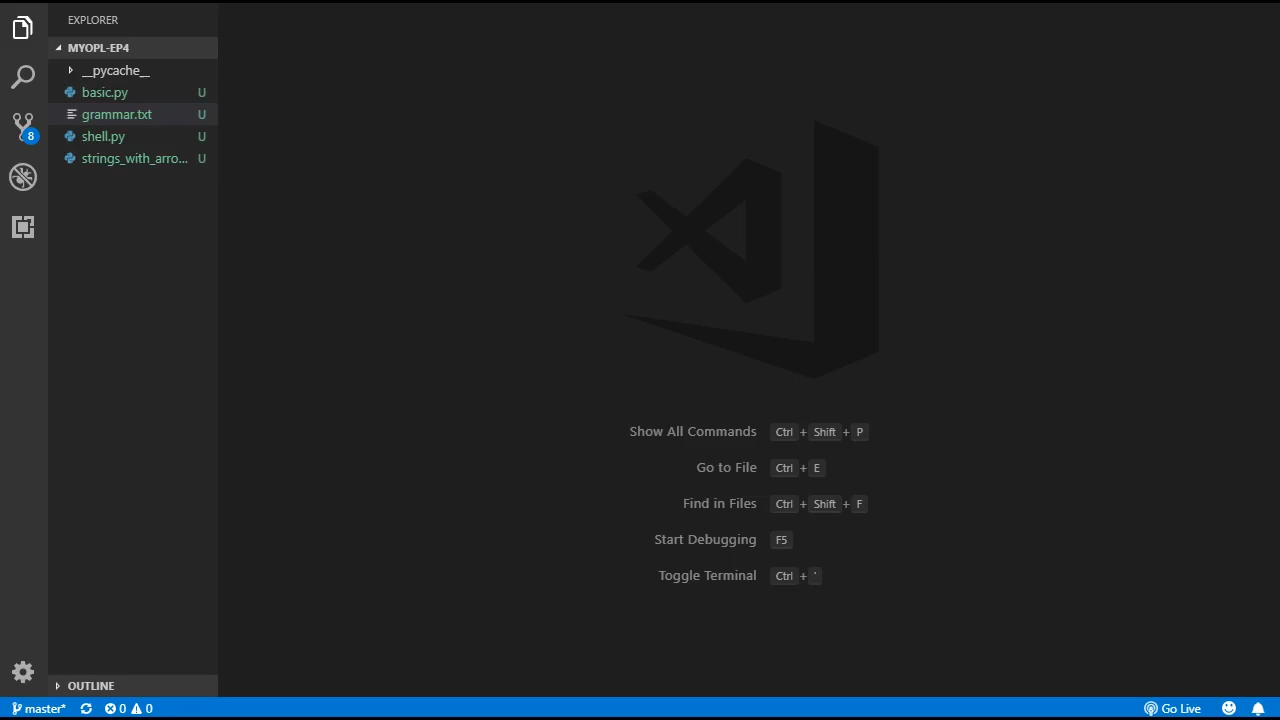 EXPLORER
MYOPL-EP4
__pycache__
basic.py U
grammar.txt U
8
shell.py U
strings_with_arro... U
Show All Commands Ctrl + Shift + P
Go to File Ctrl + E
Find in Files Ctrl + Shift + F
Start Debugging F5
Toggle Terminal Ctrl + '
OUTLINE
master* 0 0 Go Live